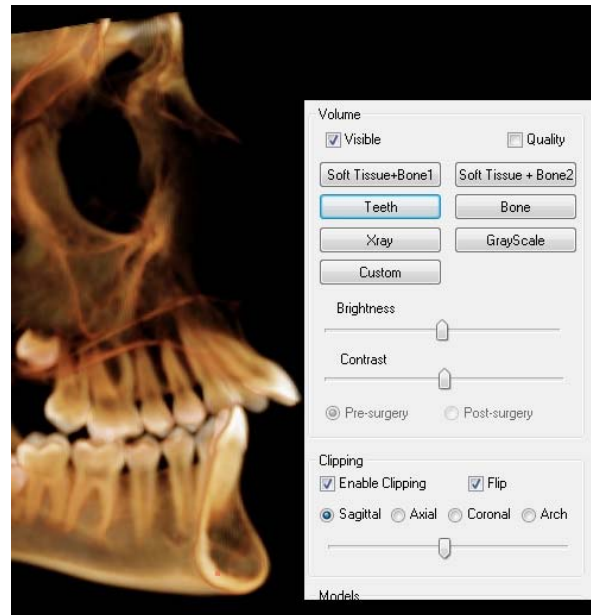 Volume
Visible Quality
Soft Tissue+Bone1 Soft Tissue + Bone2
Teeth Bone
Xray GrayScale
Custom
Brightness
Contrast
Pre-surgery Post-surgery
Clipping
Enable Clipping Flip
Sagittal Axial Coronal Arch
Models